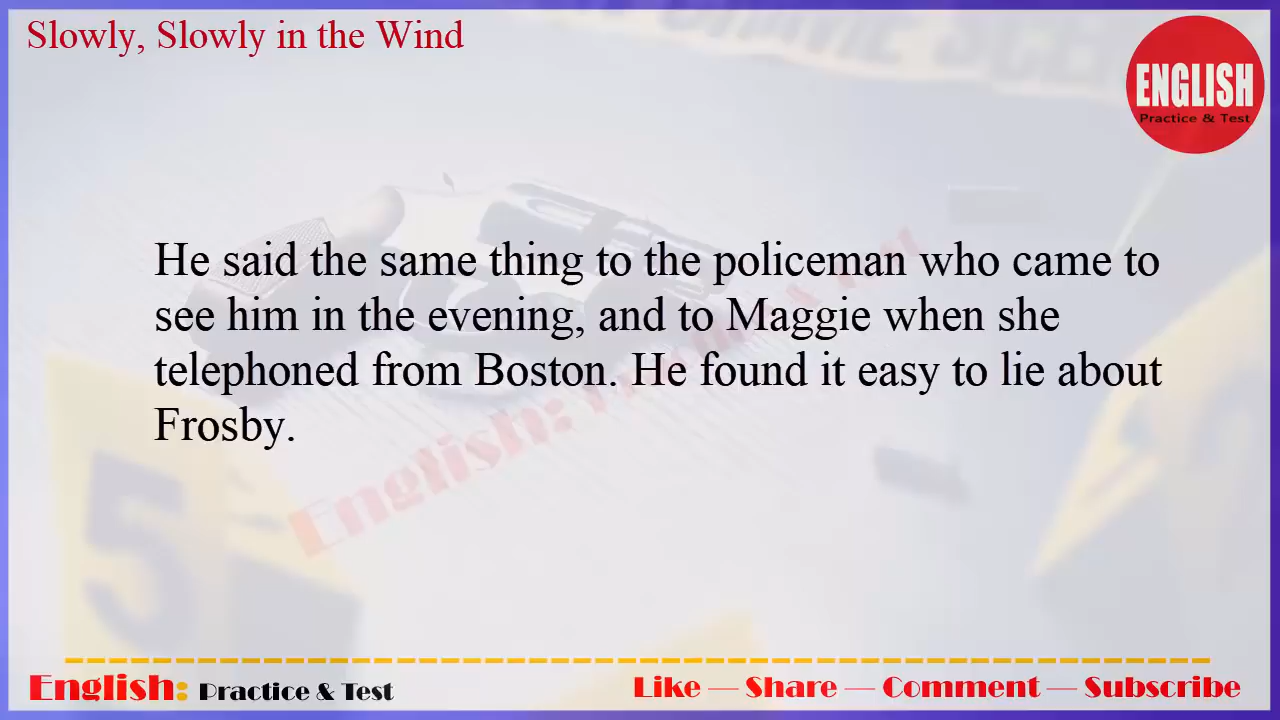 Slowly, Slowly in the Wind
ENGLISH
Practice & Test
He said the same thing to the policeman who came to
see him in the evening, and to Maggie when she
telephoned from Boston. He found it easy to lie about
Frosby.
5
English: Practice & Test
Like — Share — Comment — Subscribe